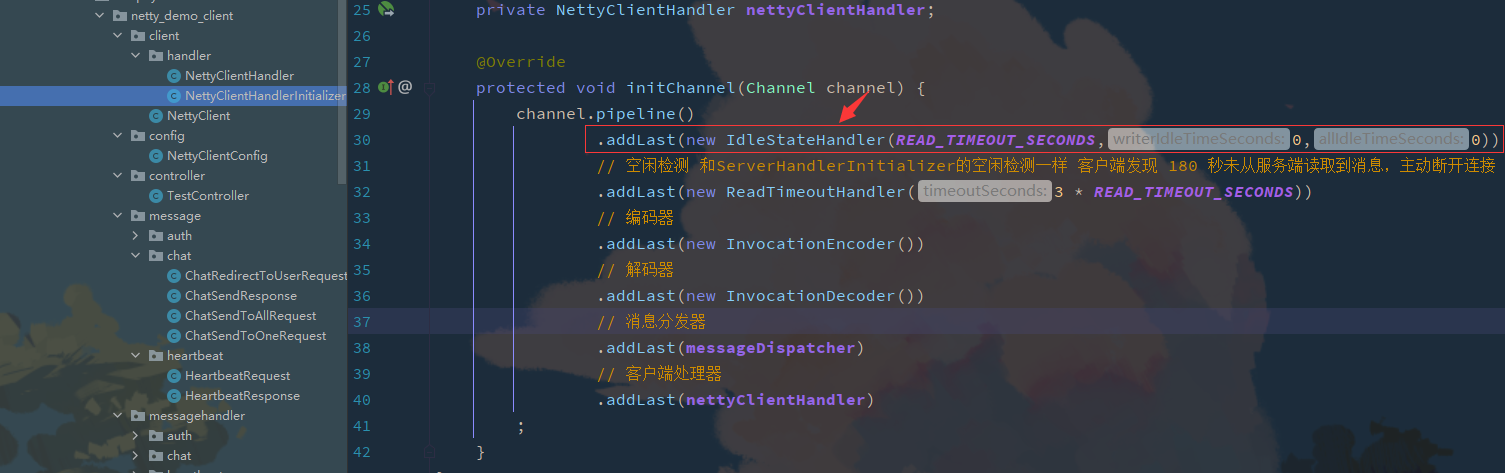 netty_demo_client
client
handler
NettyClientHandler
NettyClientHandlerInitializer
NettyClient
config
NettyClientConfig
controller
TestController
message
auth
chat
ChatRedirectToUserRequest
ChatSendResponse
ChatSendToAllRequest
ChatSendToOneRequest
heartbeat
HeartbeatRequest
HeartbeatResponse
messagehandler
auth
chat
25 private NettyClientHandler nettyClientHandler;
26
27 @Override
28 @ protected void initChannel(Channel channel) {
29 channel.pipeline()
30 .addLast(new IdleStateHandler(READ_TIMEOUT_SECONDS, writerIdleTimeSeconds: 0, allIdleTimeSeconds: 0))
31 // 空闲检测 和ServerHandlerInitializer的空闲检测一样 客户端发现 180 秒未从服务端读取到消息，主动断开连接
32 .addLast(new ReadTimeoutHandler( timeoutSeconds: 3 * READ_TIMEOUT_SECONDS))
33 // 编码器
34 .addLast(new InvocationEncoder())
35 // 解码器
36 .addLast(new InvocationDecoder())
37 // 消息分发器
38 .addLast(messageDispatcher)
39 // 客户端处理器
40 .addLast(nettyClientHandler)
41 ;
42 }